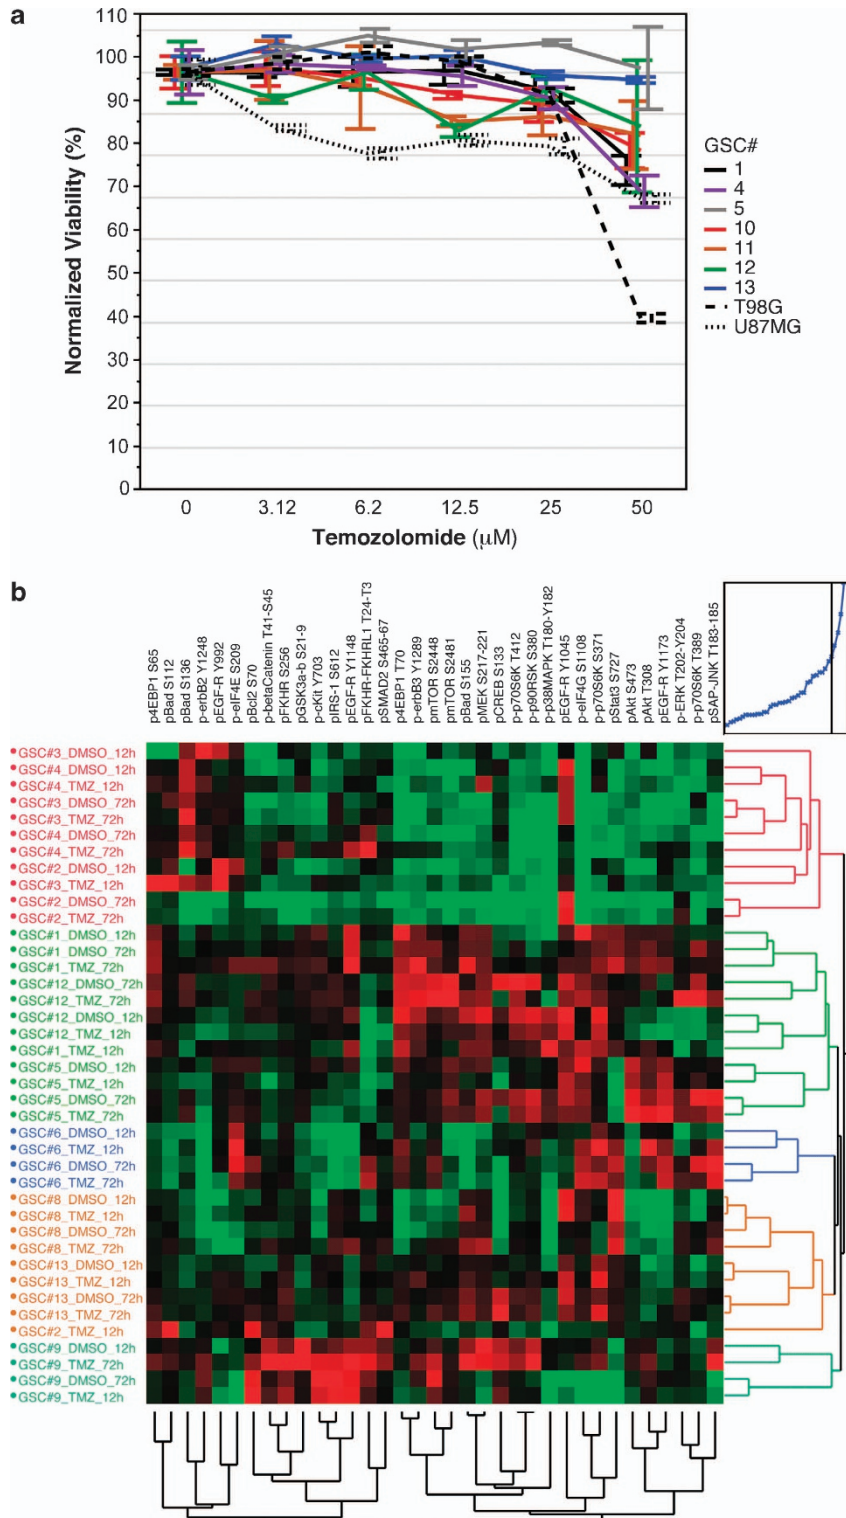 a
110
100
90
80
70
60
50
40
30
20
10
0
Normalized Viability (%)
0 3.12 6.2 12.5 25 50
Temozolomide (μM)
GSC#
1
4
5
10
11
12
13
T98G
U87MG
b
p4EBP1 S65
pBad S112
pBad S136
p-erbB2 Y1248
pEGF-R Y992
p-eIF4E S209
pBcl2 S70
p-betaCatenin T41-S45
pFKHR S256
pGSK3a-b S21-9
p-cKit Y703
pIRS-1 S612
pEGF-R Y1148
pFKHR-FKHRL1 T24-T3
pSMAD2 S465-67
p4EBP1 T70
p-erbB3 Y1289
pmTOR S2448
pmTOR S2481
pBad S155
pMEK S217-221
pCREB S133
p-p70S6K T412
p-p90RSK S380
p-p38MAPK T180-Y182
pEGF-R Y1045
p-eIF4G S1108
p-p70S6K S371
pStat3 S727
pAkt S473
pAkt T308
pEGF-R Y1173
p-ERK T202-Y204
p-p70S6K T389
pSAP-JNK T183-185
GSC#3_DMSO_12h
GSC#4_DMSO_12h
GSC#4_TMZ_12h
GSC#3_DMSO_72h
GSC#3_TMZ_72h
GSC#4_DMSO_72h
GSC#4_TMZ_72h
GSC#2_DMSO_12h
GSC#3_TMZ_12h
GSC#2_DMSO_72h
GSC#2_TMZ_72h
GSC#1_DMSO_12h
GSC#1_DMSO_72h
GSC#1_TMZ_72h
GSC#12_DMSO_72h
GSC#12_TMZ_72h
GSC#12_DMSO_12h
GSC#12_TMZ_12h
GSC#1_TMZ_12h
GSC#5_DMSO_12h
GSC#5_TMZ_12h
GSC#5_DMSO_72h
GSC#5_TMZ_72h
GSC#6_DMSO_12h
GSC#6_TMZ_12h
GSC#6_DMSO_72h
GSC#6_TMZ_72h
GSC#8_DMSO_12h
GSC#8_TMZ_12h
GSC#8_DMSO_72h
GSC#8_TMZ_72h
GSC#13_DMSO_12h
GSC#13_TMZ_12h
GSC#13_DMSO_72h
GSC#13_TMZ_72h
GSC#2_TMZ_12h
GSC#9_DMSO_12h
GSC#9_TMZ_72h
GSC#9_DMSO_72h
GSC#9_TMZ_12h